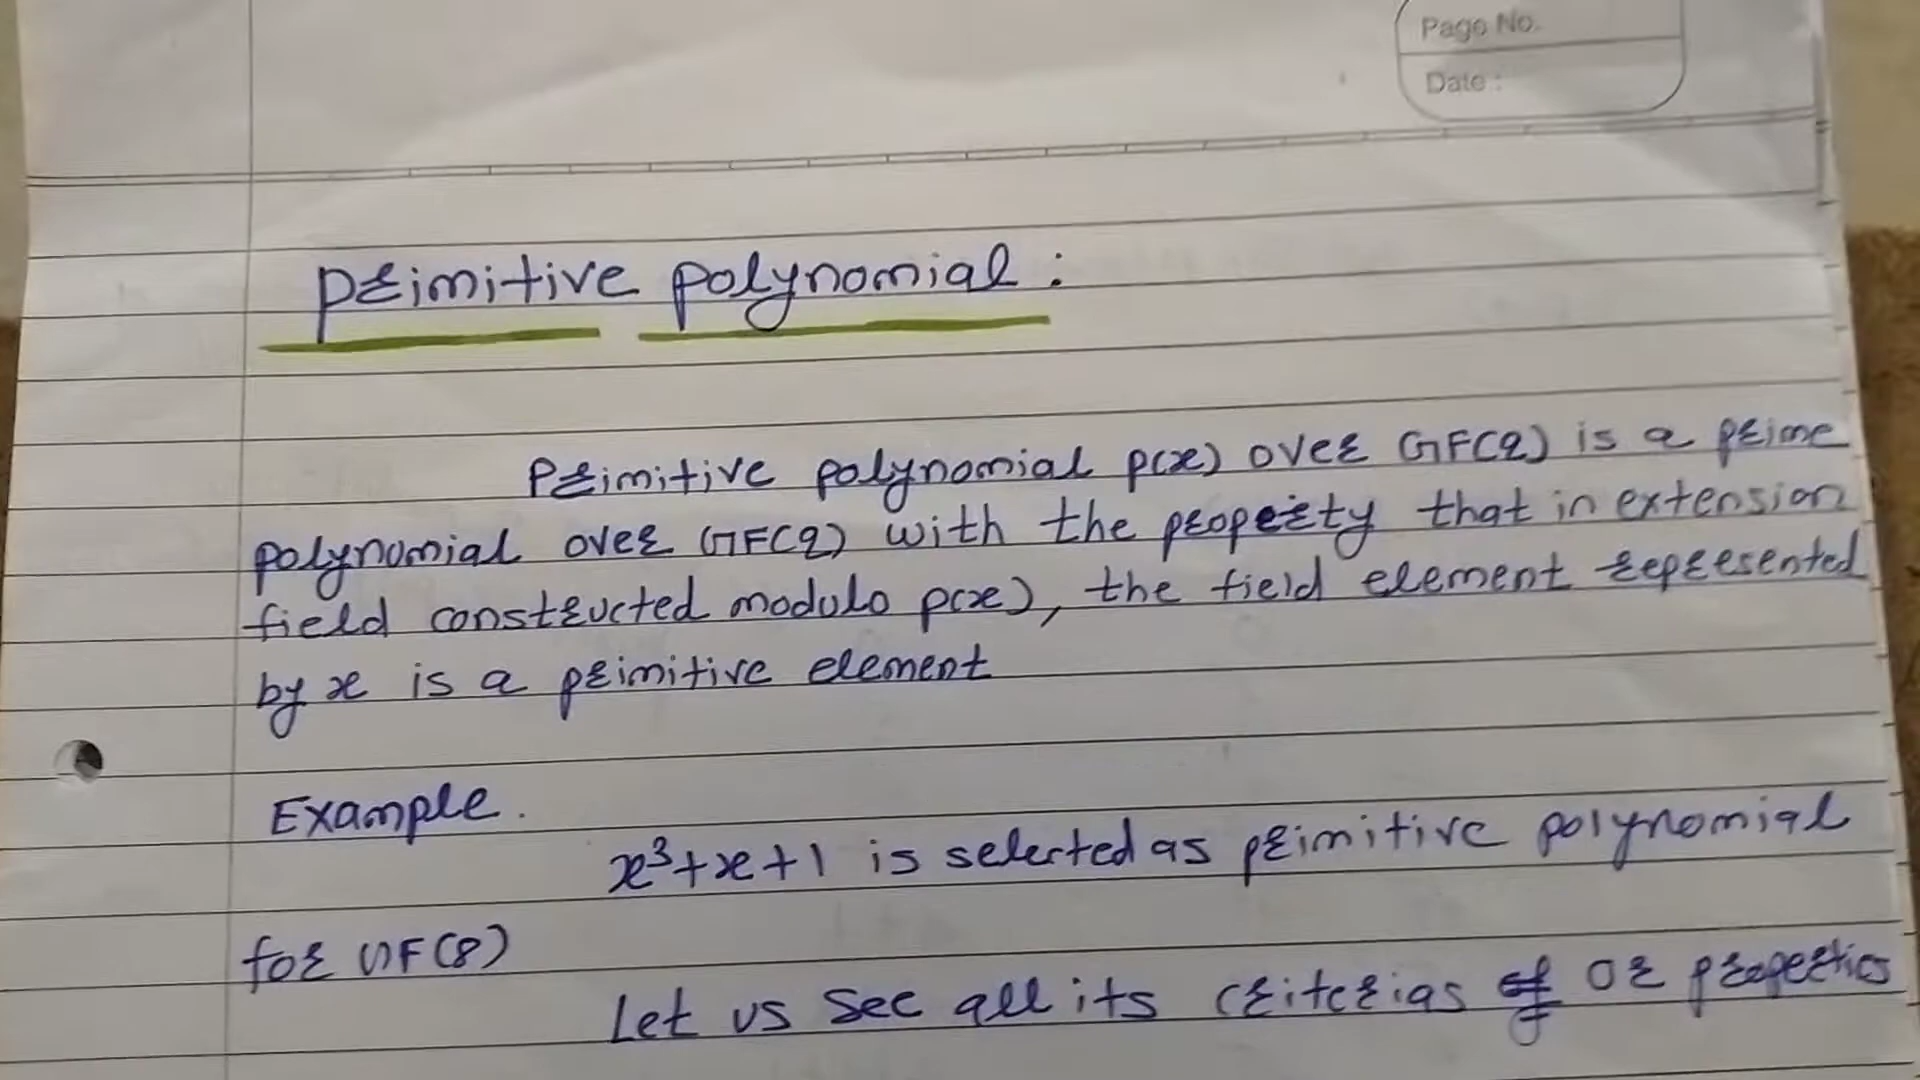 Page No.
Date :
Primitive polynomial :
Primitive polynomial p(x) over GF(q) is a prime
polynomial over GF(q) with the property that in extension
field constructed modulo p(x), the field element represented
by x is a primitive element
Example.
x³+x+1 is selected as primitive polynomial
for GF(8)
Let us see all its criterias of or properties